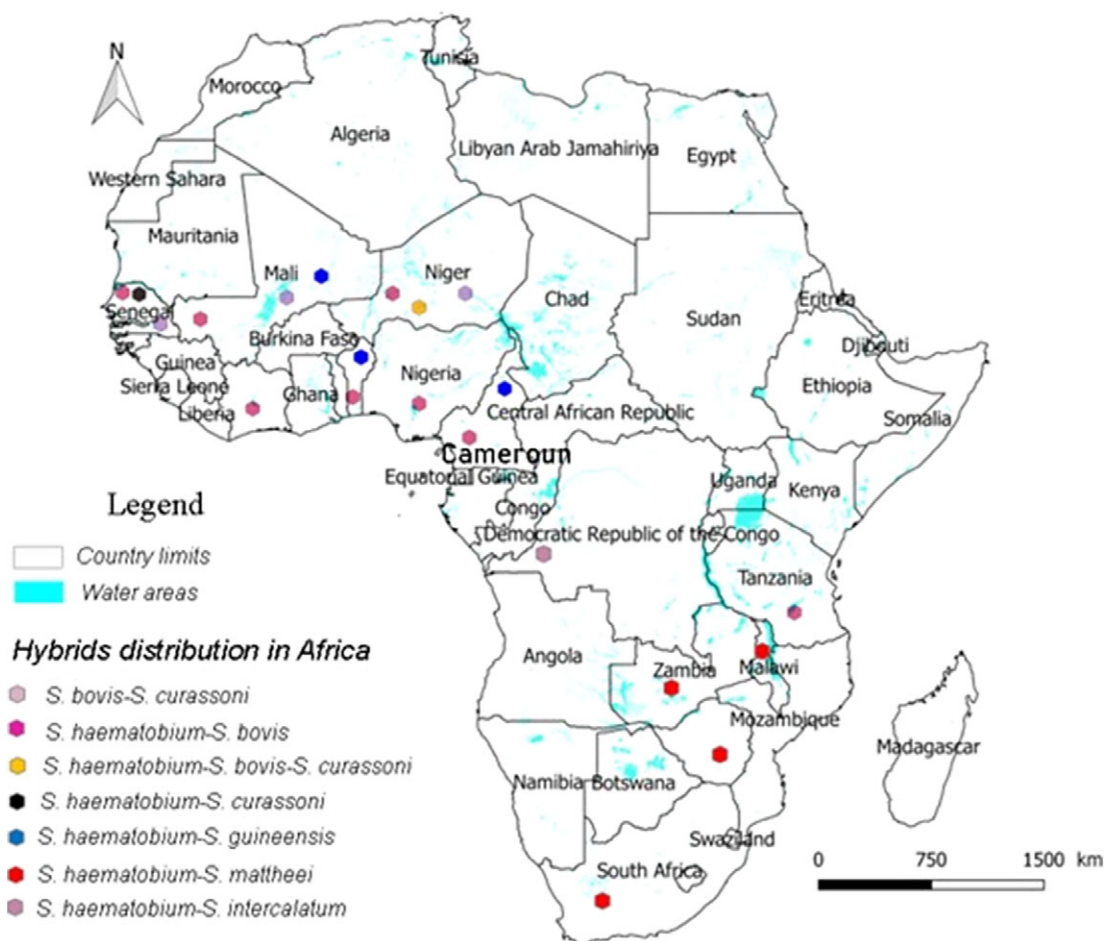 N
Tunisia
Morocco
Algeria
Libyan Arab Jamahiriya
Egypt
Western Sahara
Mauritania
Mali
Niger
Chad
Sudan
Eritrea
Senegal
Burkina Faso
Djibouti
Guinea
Nigeria
Ethiopia
Sierra Leone
Ghana
Central African Republic
Liberia
Somalia
Cameroun
Equatorial Guinea
Uganda
Kenya
Congo
Democratic Republic of the Congo
Tanzania
Angola
Zambia
Malawi
Mozambique
Madagascar
Namibia
Botswana
Swaziland
South Africa
Legend
Country limits
Water areas
Hybrids distribution in Africa
S. bovis-S. curassoni
S. haematobium-S. bovis
S. haematobium-S. bovis-S. curassoni
S. haematobium-S. curassoni
S. haematobium-S. guineensis
S. haematobium-S. mattheei
S. haematobium-S. intercalatum
0 750 1500 km